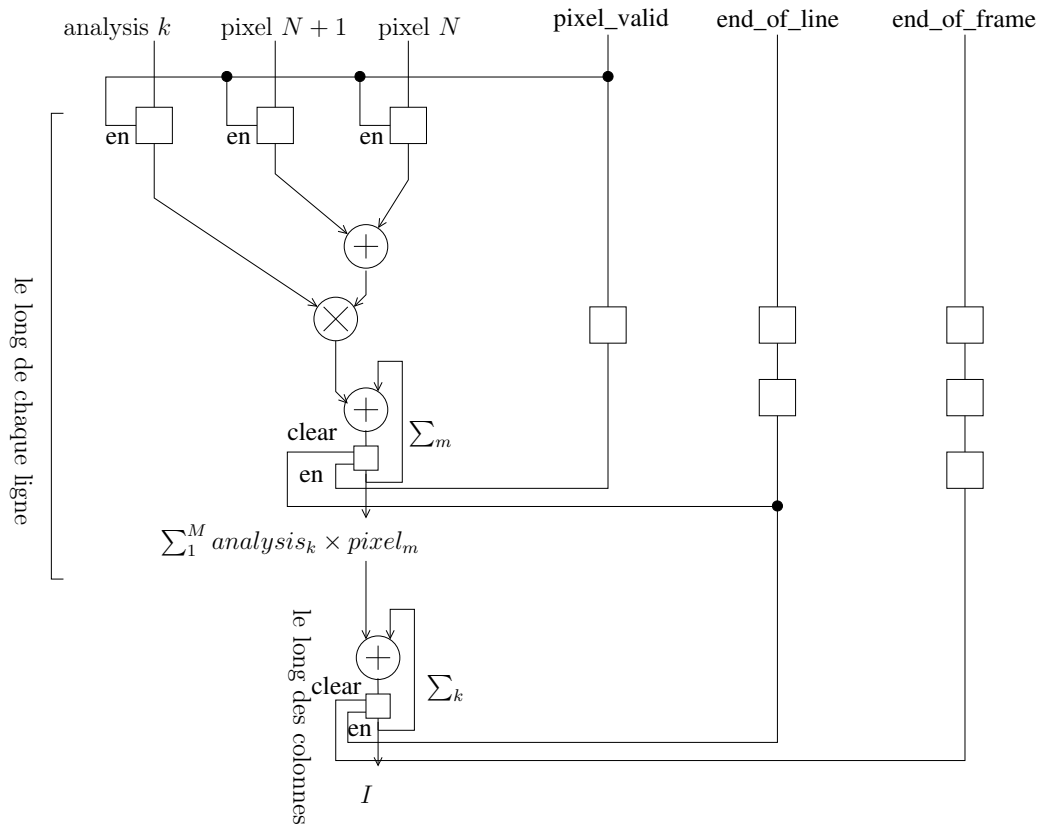 analysis k
pixel N + 1
pixel N
pixel_valid
end_of_line
end_of_frame
en
en
en
le long de chaque ligne
clear
∑m
en
∑₁ᴹ analysisₖ × pixelₘ
le long des colonnes
clear
∑k
en
I